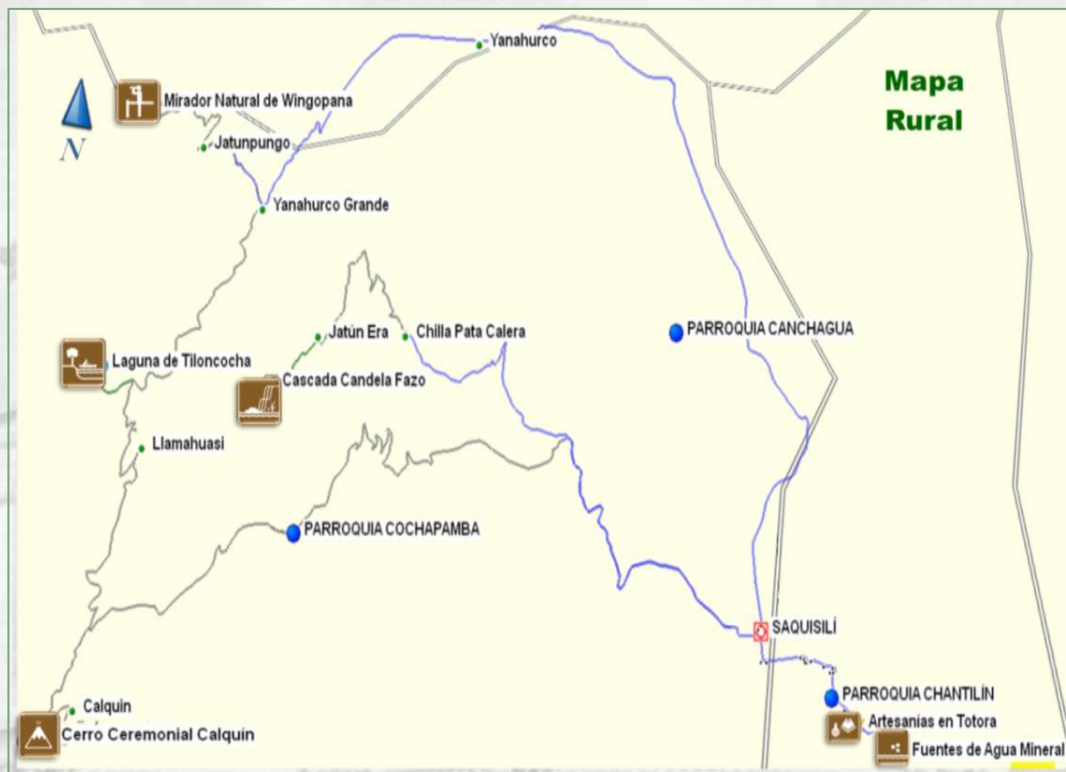 Yanahurco
Mapa
Rural
Mirador Natural de Wingopana
N
Jatunpungo
Yanahurco Grande
PARROQUIA CANCHAGUA
Jatún Era
Chilla Pata Calera
Laguna de Tiloncocha
Cascada Candela Fazo
Llamahuasi
PARROQUIA COCHAPAMBA
SAQUISILÍ
PARROQUIA CHANTILÍN
Calquin
Artesanías en Totora
Cerro Ceremonial Calquín
Fuentes de Agua Mineral